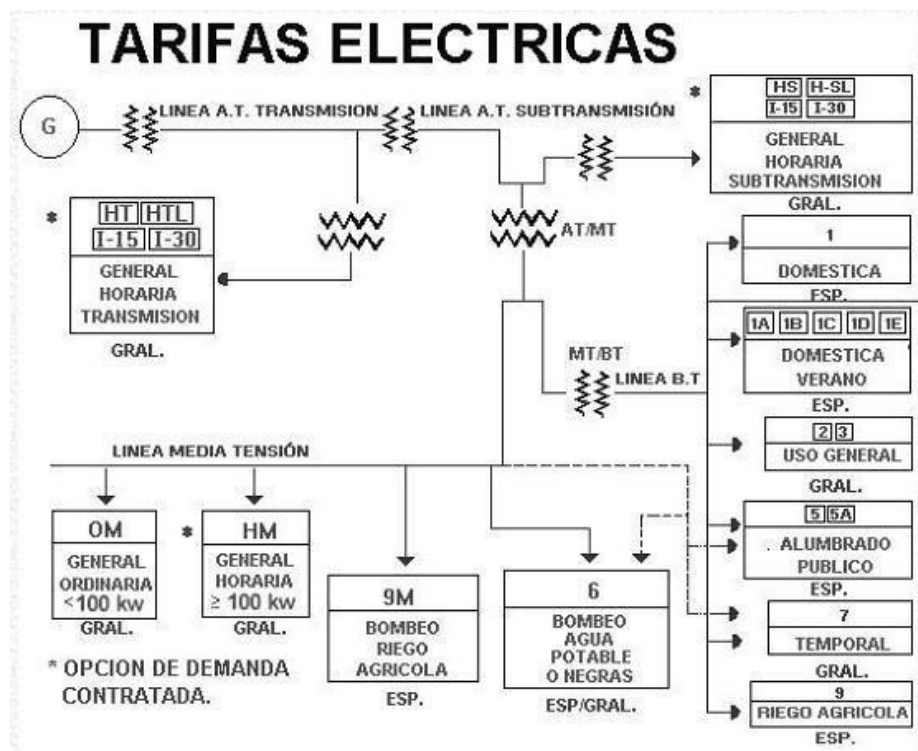 TARIFAS ELECTRICAS
G
LINEA A.T. TRANSMISION
LINEA A.T. SUBTRANSMISIÓN
*
HS H-SL
I-15 I-30
GENERAL
HORARIA
SUBTRANSMISION
GRAL.
*
HT HTL
I-15 I-30
GENERAL
HORARIA
TRANSMISION
GRAL.
AT/MT
1
DOMESTICA
ESP.
1A 1B 1C 1D 1E
DOMESTICA
VERANO
ESP.
MT/BT
LINEA B.T
2 3
USO GENERAL
GRAL.
LINEA MEDIA TENSIÓN
5 5A
ALUMBRADO
PUBLICO
ESP.
OM
GENERAL
ORDINARIA
<100 kw
GRAL.
*
HM
GENERAL
HORARIA
≥ 100 kw
GRAL.
9M
BOMBEO
RIEGO
AGRICOLA
ESP.
6
BOMBEO
AGUA
POTABLE
O NEGRAS
ESP/GRAL.
7
TEMPORAL
GRAL.
9
RIEGO AGRICOLA
ESP.
* OPCION DE DEMANDA
CONTRATADA.